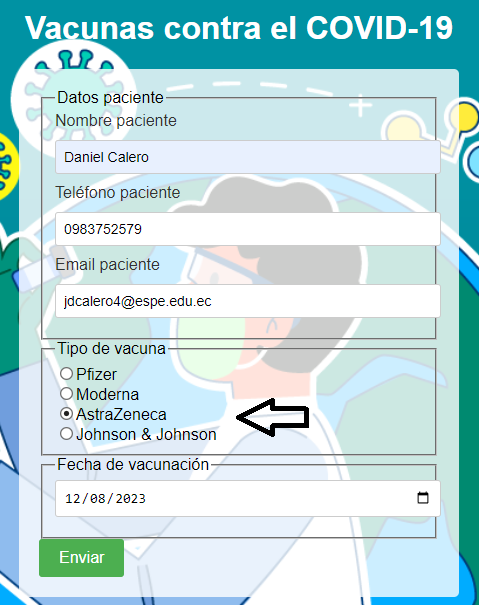 Vacunas contra el COVID-19
Datos paciente
Nombre paciente
Daniel Calero
Teléfono paciente
0983752579
Email paciente
jdcalero4@espe.edu.ec
Tipo de vacuna
Pfizer
Moderna
AstraZeneca
Johnson & Johnson
Fecha de vacunación
12/08/2023
Enviar